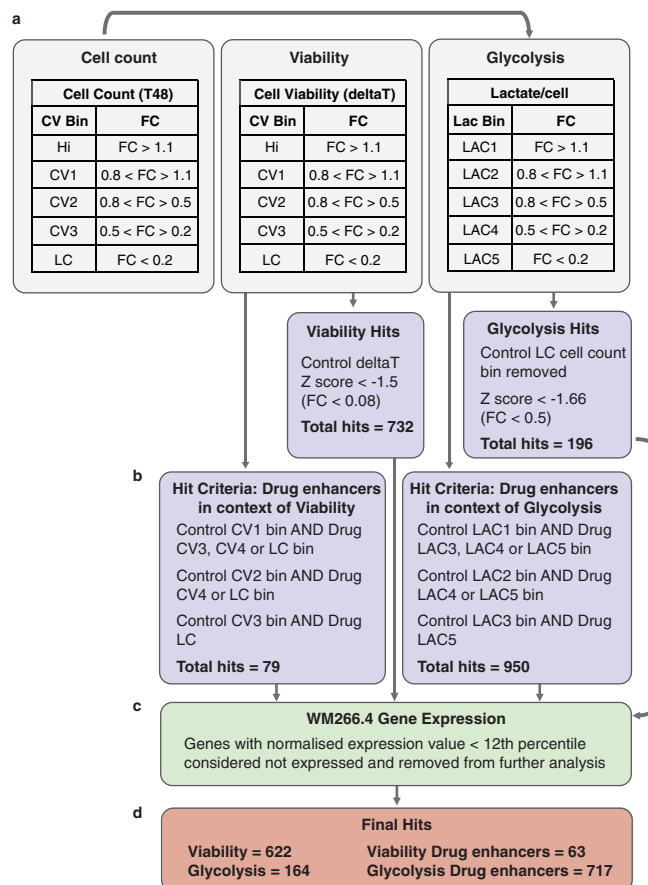 a
Cell count
Cell Count (T48)
CV Bin FC
Hi FC > 1.1
CV1 0.8 < FC > 1.1
CV2 0.8 < FC > 0.5
CV3 0.5 < FC > 0.2
LC FC < 0.2
Viability
Cell Viability (deltaT)
CV Bin FC
Hi FC > 1.1
CV1 0.8 < FC > 1.1
CV2 0.8 < FC > 0.5
CV3 0.5 < FC > 0.2
LC FC < 0.2
Glycolysis
Lactate/cell
Lac Bin FC
LAC1 FC > 1.1
LAC2 0.8 < FC > 1.1
LAC3 0.8 < FC > 0.5
LAC4 0.5 < FC > 0.2
LAC5 FC < 0.2
Viability Hits
Control deltaT
Z score < -1.5
(FC < 0.08)
Total hits = 732
Glycolysis Hits
Control LC cell count
bin removed
Z score < -1.66
(FC < 0.5)
Total hits = 196
b
Hit Criteria: Drug enhancers
in context of Viability
Control CV1 bin AND Drug
CV3, CV4 or LC bin
Control CV2 bin AND Drug
CV4 or LC bin
Control CV3 bin AND Drug
LC
Total hits = 79
Hit Criteria: Drug enhancers
in context of Glycolysis
Control LAC1 bin AND Drug
LAC3, LAC4 or LAC5 bin
Control LAC2 bin AND Drug
LAC4 or LAC5 bin
Control LAC3 bin AND Drug
LAC5
Total hits = 950
c
WM266.4 Gene Expression
Genes with normalised expression value < 12th percentile
considered not expressed and removed from further analysis
d
Final Hits
Viability = 622 Viability Drug enhancers = 63
Glycolysis = 164 Glycolysis Drug enhancers = 717